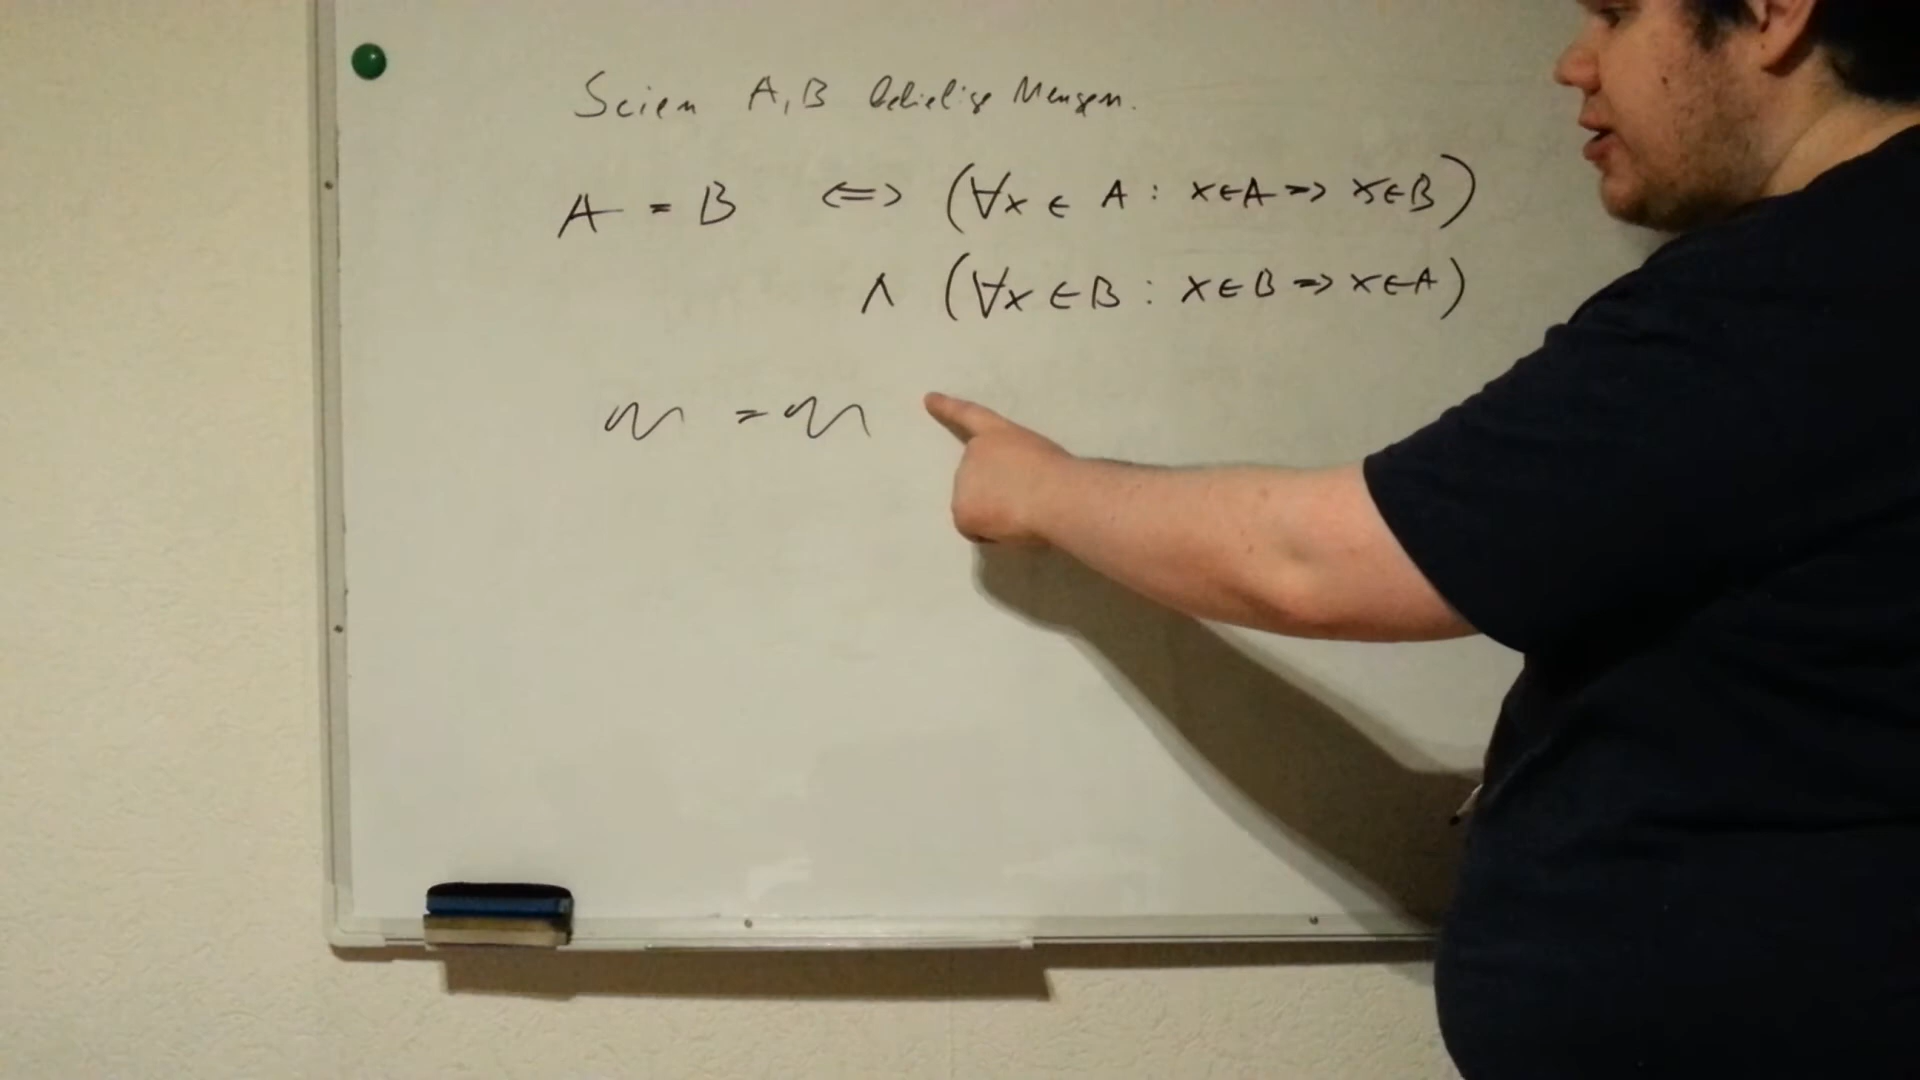 Seien A, B beliebige Mengen.
A = B ⇔ (∀x ∈ A : x∈A ⇒ x∈B)
∧ (∀x ∈ B : x∈B ⇒ x∈A)
=